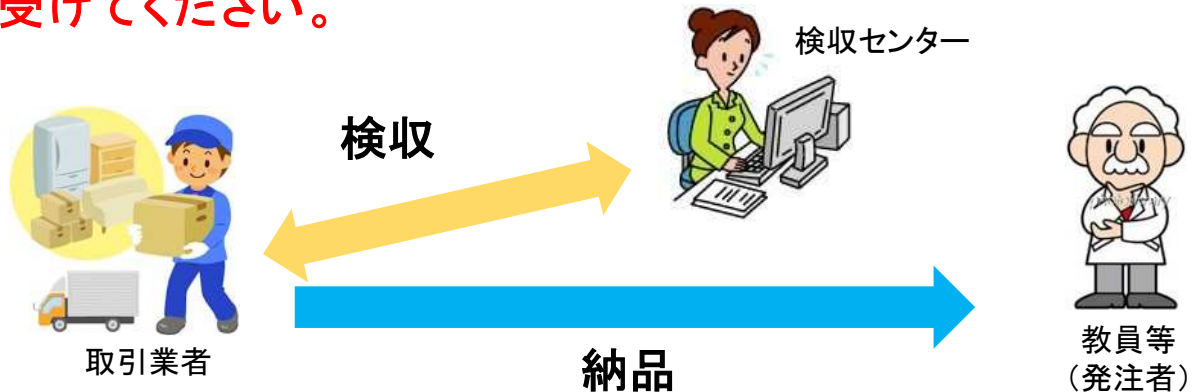 受けてください。
検収センター
検収
取引業者
納品
教員等
(発注者)